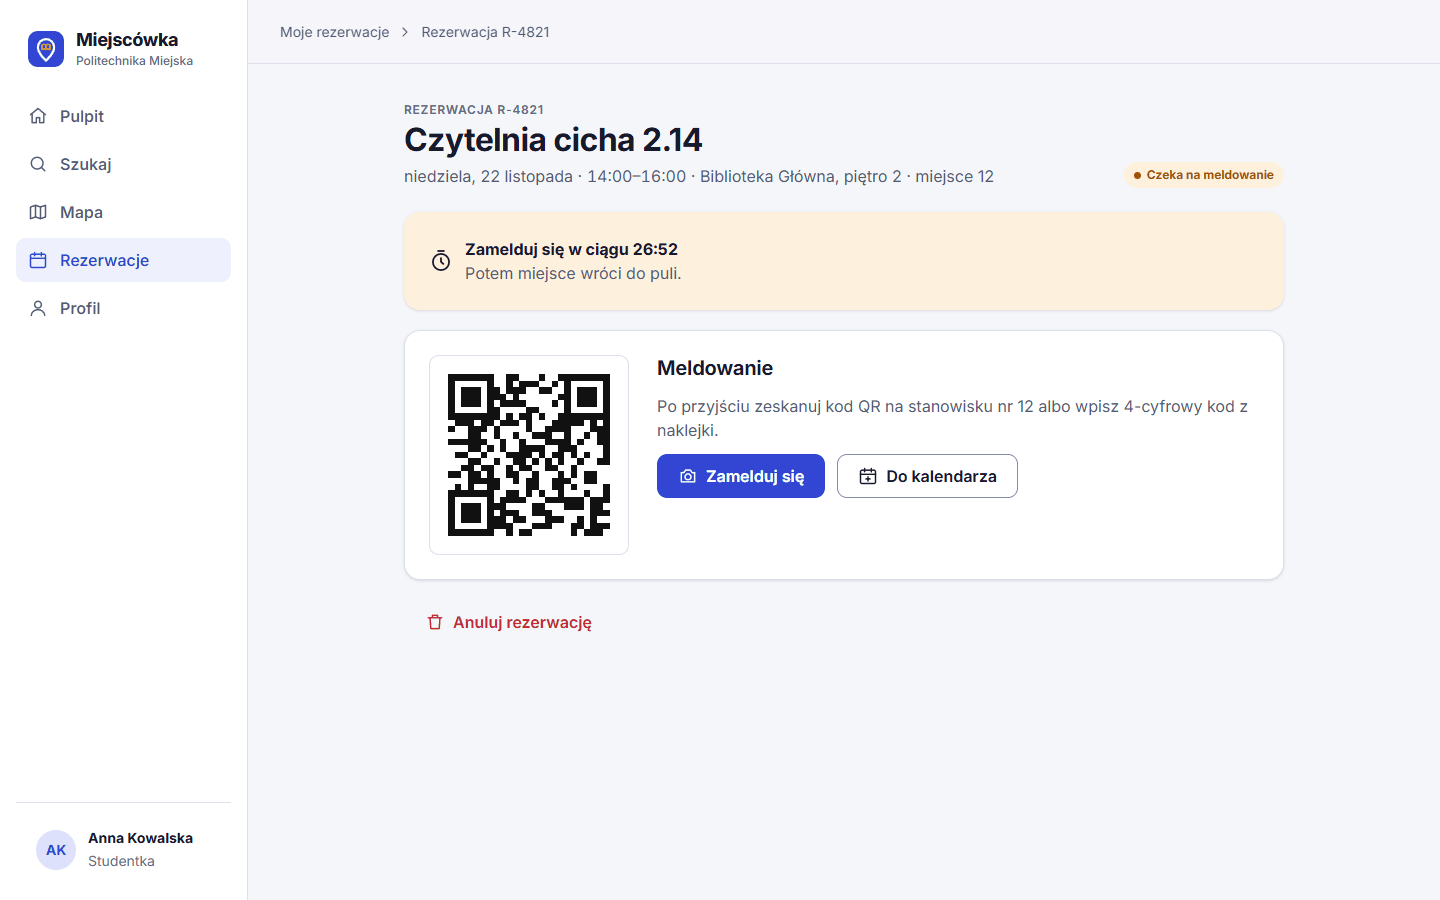 Miejscówka
Politechnika Miejska
Pulpit
Szukaj
Mapa
Rezerwacje
Profil
Anna Kowalska
AK
Studentka
Moje rezerwacje
Rezerwacja R-4821
REZERWACJA R-4821
Czytelnia cicha 2.14
niedziela, 22 listopada · 14:00–16:00 · Biblioteka Główna, piętro 2 · miejsce 12
Czeka na meldowanie
Zamelduj się w ciągu 26:52
Potem miejsce wróci do puli.
Meldowanie
Po przyjściu zeskanuj kod QR na stanowisku nr 12 albo wpisz 4-cyfrowy kod z
naklejki.
Zamelduj się
Do kalendarza
Anuluj rezerwację